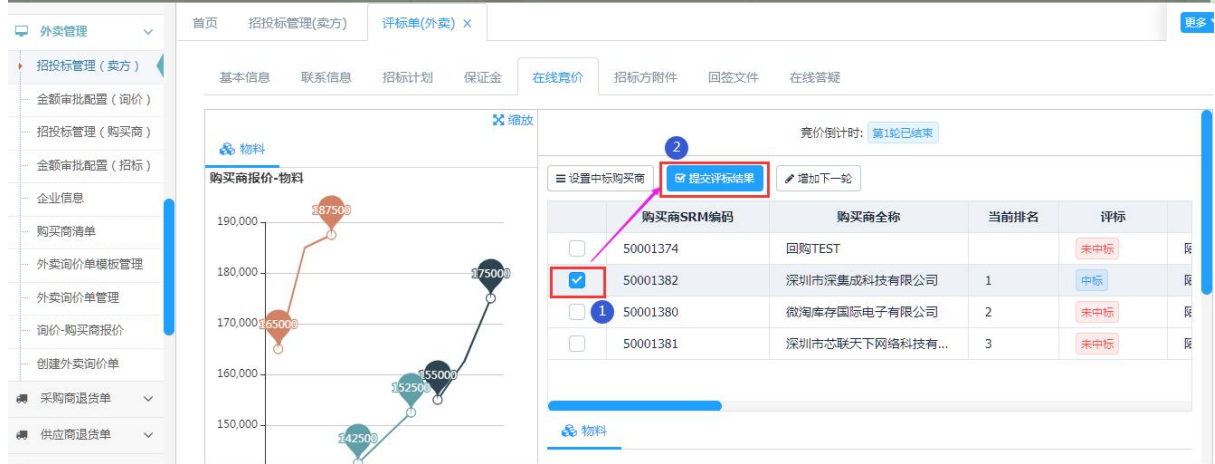 外卖管理
招投标管理（卖方）
金额审批配置（询价）
招投标管理（购买商）
金额审批配置（招标）
企业信息
购买商清单
外卖询价单模板管理
外卖询价单管理
询价-购买商报价
创建外卖询价单
采购商退货单
供应商退货单
首页 招投标管理(卖方) 评标单(外卖) ×
更多
基本信息 联系信息 招标计划 保证金 在线竞价 招标方附件 回签文件 在线答疑
缩放
物料
购买商报价-物料
190,000
180,000
170,000
160,000
150,000
187500
175000
165000
155000
152500
142500
竞价倒计时: 第1轮已结束
2
设置中标购买商 提交评标结果 增加下一轮
购买商SRM编码 购买商全称 当前排名 评标
50001374 回购TEST 未中标
50001382 深圳市深集成科技有限公司 1 中标
1
50001380 微淘库存国际电子有限公司 2 未中标
50001381 深圳市芯联天下网络科技有... 3 未中标
物料